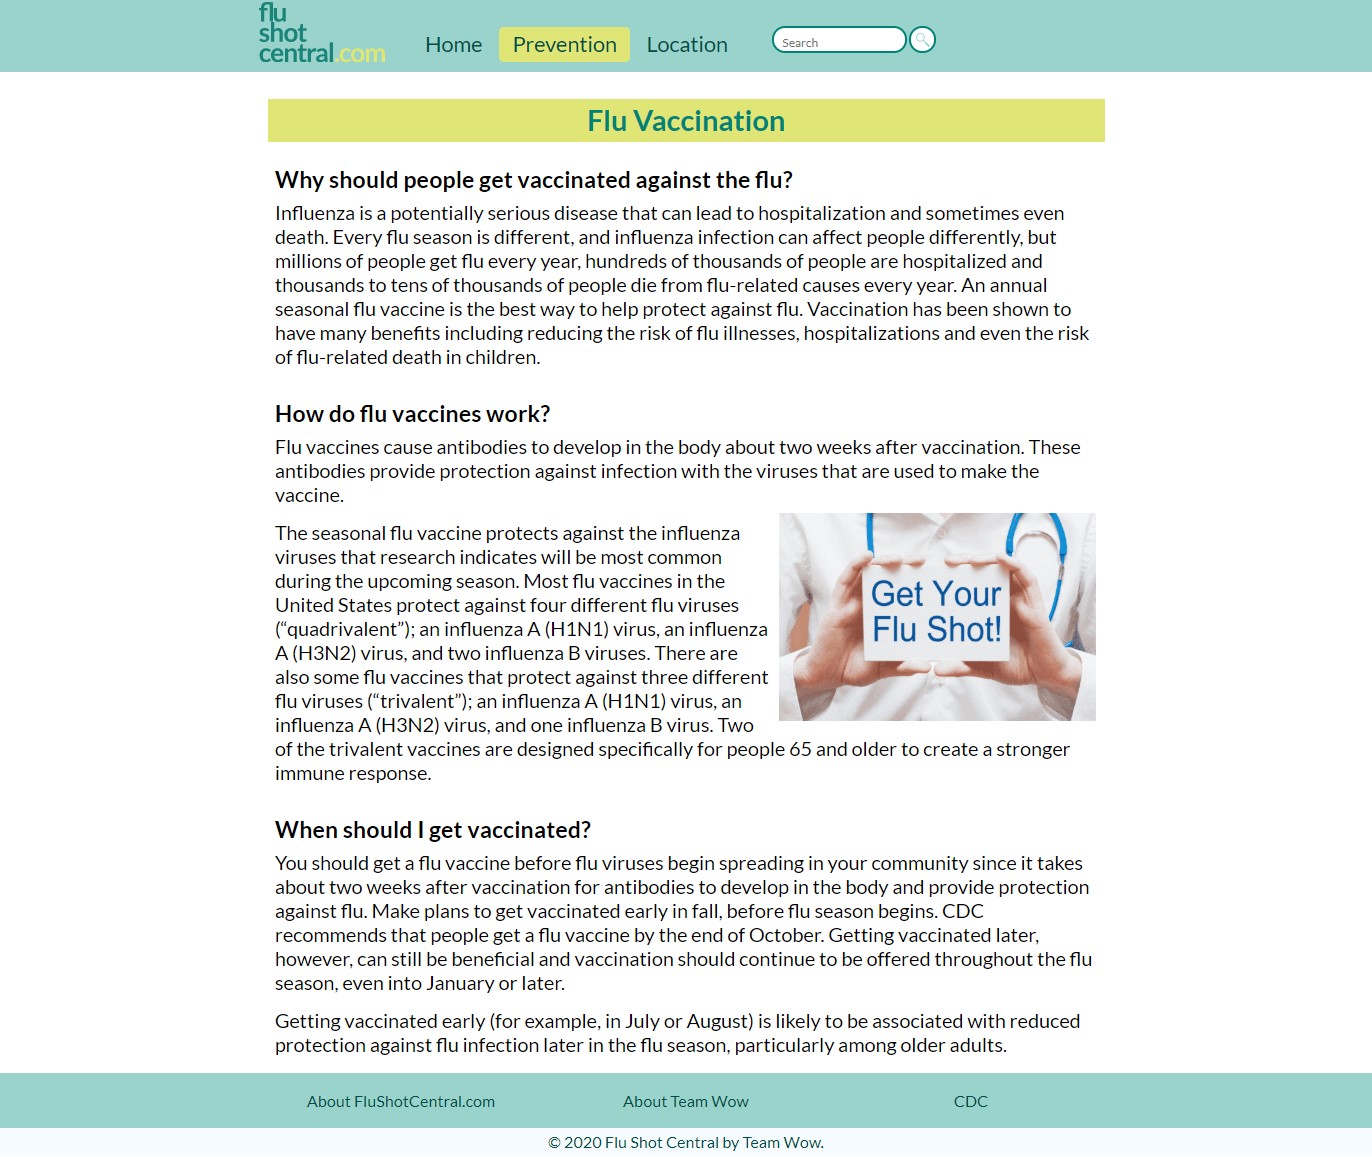 flu
shot
central.com
Home Prevention Location Search
Flu Vaccination
Why should people get vaccinated against the flu?
Influenza is a potentially serious disease that can lead to hospitalization and sometimes even
death. Every flu season is different, and influenza infection can affect people differently, but
millions of people get flu every year, hundreds of thousands of people are hospitalized and
thousands to tens of thousands of people die from flu-related causes every year. An annual
seasonal flu vaccine is the best way to help protect against flu. Vaccination has been shown to
have many benefits including reducing the risk of flu illnesses, hospitalizations and even the risk
of flu-related death in children.
How do flu vaccines work?
Flu vaccines cause antibodies to develop in the body about two weeks after vaccination. These
antibodies provide protection against infection with the viruses that are used to make the
vaccine.
The seasonal flu vaccine protects against the influenza
viruses that research indicates will be most common
during the upcoming season. Most flu vaccines in the
United States protect against four different flu viruses
(“quadrivalent”); an influenza A (H1N1) virus, an influenza
A (H3N2) virus, and two influenza B viruses. There are
also some flu vaccines that protect against three different
flu viruses (“trivalent”); an influenza A (H1N1) virus, an
influenza A (H3N2) virus, and one influenza B virus. Two
of the trivalent vaccines are designed specifically for people 65 and older to create a stronger
immune response.
Get Your
Flu Shot!
When should I get vaccinated?
You should get a flu vaccine before flu viruses begin spreading in your community since it takes
about two weeks after vaccination for antibodies to develop in the body and provide protection
against flu. Make plans to get vaccinated early in fall, before flu season begins. CDC
recommends that people get a flu vaccine by the end of October. Getting vaccinated later,
however, can still be beneficial and vaccination should continue to be offered throughout the flu
season, even into January or later.
Getting vaccinated early (for example, in July or August) is likely to be associated with reduced
protection against flu infection later in the flu season, particularly among older adults.
About FluShotCentral.com About Team Wow CDC
© 2020 Flu Shot Central by Team Wow.